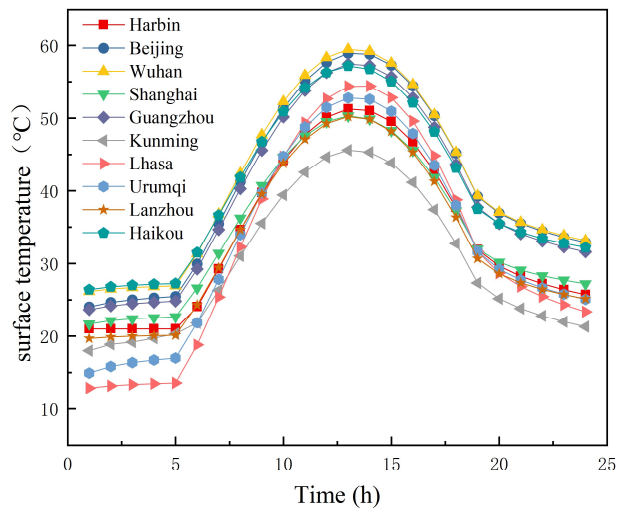 Harbin
Beijing
Wuhan
Shanghai
Guangzhou
Kunming
Lhasa
Urumqi
Lanzhou
Haikou
surface temperature（℃）
60
50
40
30
20
10
0 5 10 15 20 25
Time (h)